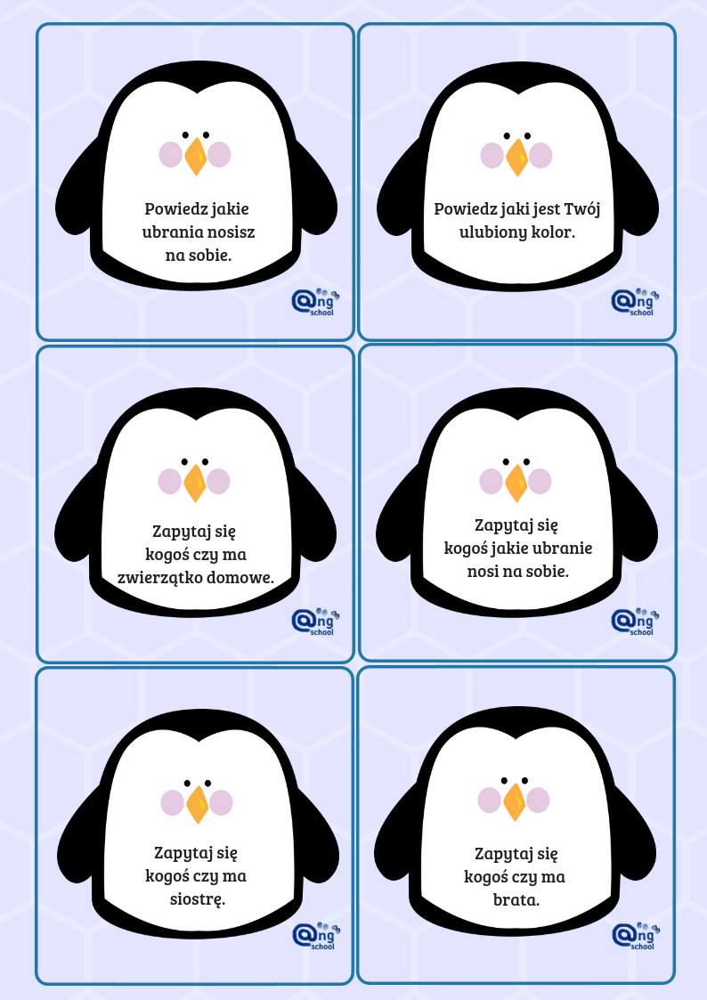 Powiedz jakie
ubrania nosisz
na sobie.
@ng
school
Powiedz jaki jest Twój
ulubiony kolor.
@ng
school
Zapytaj się
kogoś czy ma
zwierzątko domowe.
@ng
school
Zapytaj się
kogoś jakie ubranie
nosi na sobie.
@ng
school
Zapytaj się
kogoś czy ma
siostrę.
@ng
school
Zapytaj się
kogoś czy ma
brata.
@ng
school